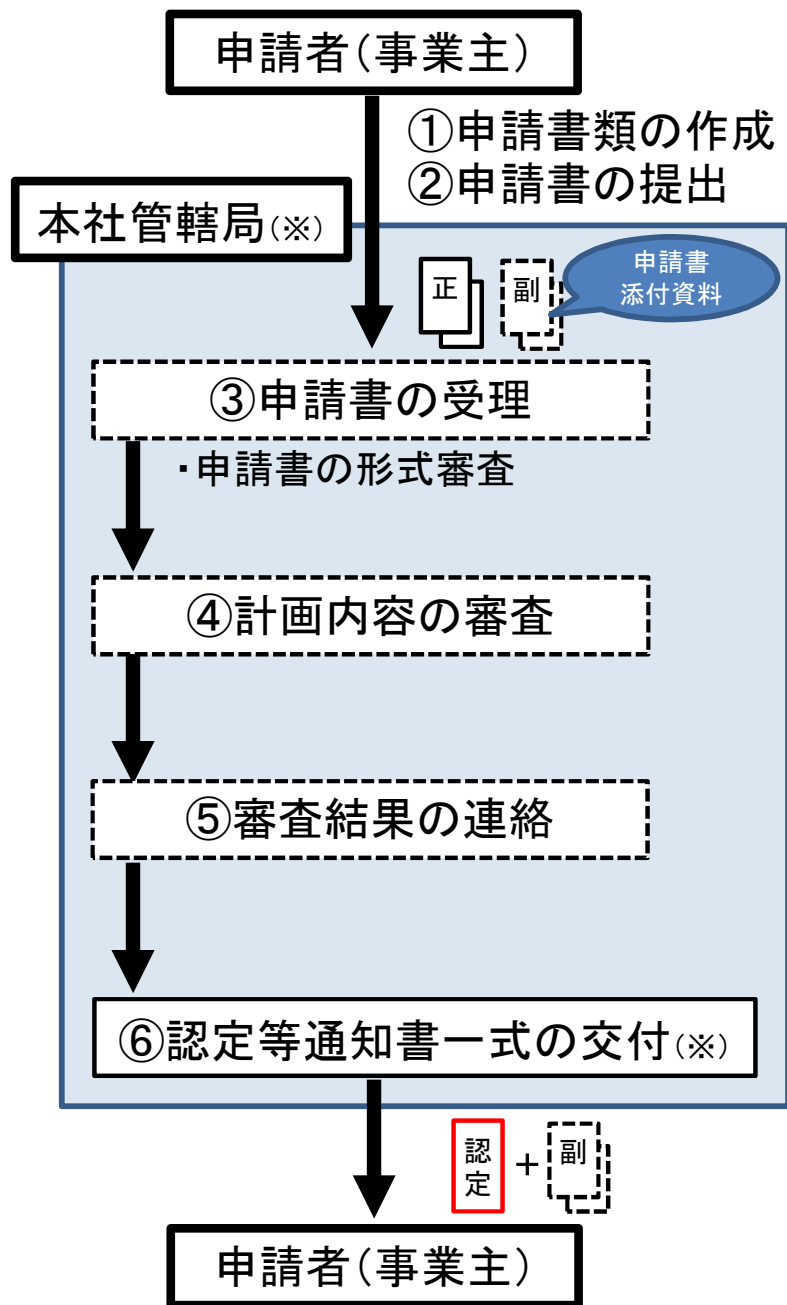 申請者(事業主)
①申請書類の作成
②申請書の提出
本社管轄局(※)
正
副
申請書
添付資料
③申請書の受理
・申請書の形式審査
④計画内容の審査
⑤審査結果の連絡
⑥認定等通知書一式の交付(※)
認
定
+
副
申請者(事業主)